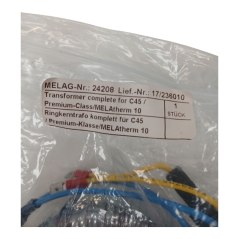 MELAG-Nr.: 24208 Lief.-Nr.: 17/236010
Transformer complete for C45 /
Premium-Class/MELAtherm 10
Ringkerntrafo komplett für C45
/ Premium-Klasse/MELAtherm 10
1
STÜCK